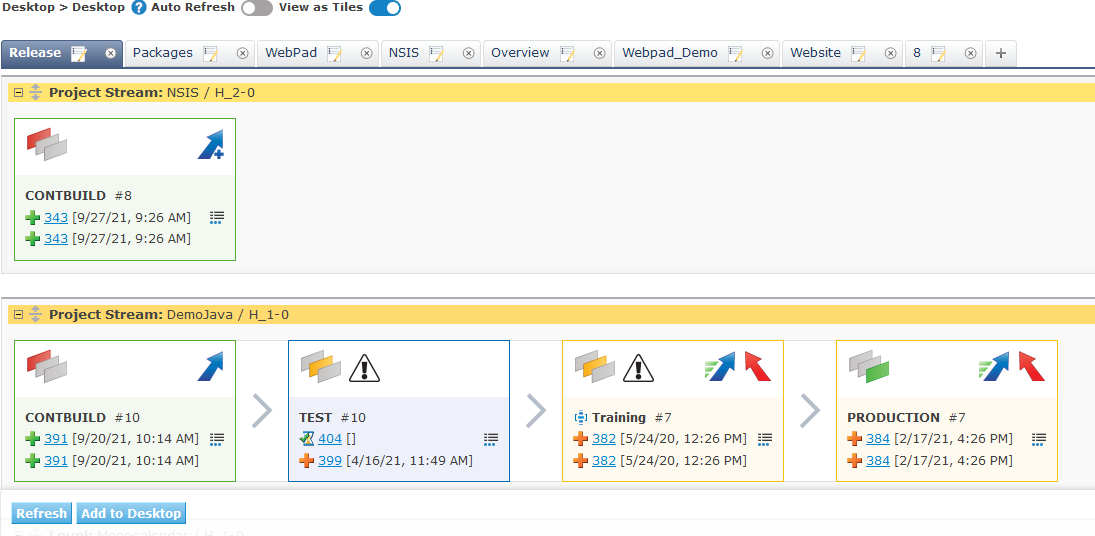 Desktop > Desktop ? Auto Refresh View as Tiles
Release Packages WebPad NSIS Overview Webpad_Demo Website 8 +
Project Stream: NSIS / H_2-0
CONTBUILD #8
343 [9/27/21, 9:26 AM]
343 [9/27/21, 9:26 AM]
Project Stream: DemoJava / H_1-0
CONTBUILD #10
391 [9/20/21, 10:14 AM]
391 [9/20/21, 10:14 AM]
TEST #10
404 []
399 [4/16/21, 11:49 AM]
Training #7
382 [5/24/20, 12:26 PM]
382 [5/24/20, 12:26 PM]
PRODUCTION #7
384 [2/17/21, 4:26 PM]
384 [2/17/21, 4:26 PM]
Refresh Add to Desktop
Level: / H_1-0